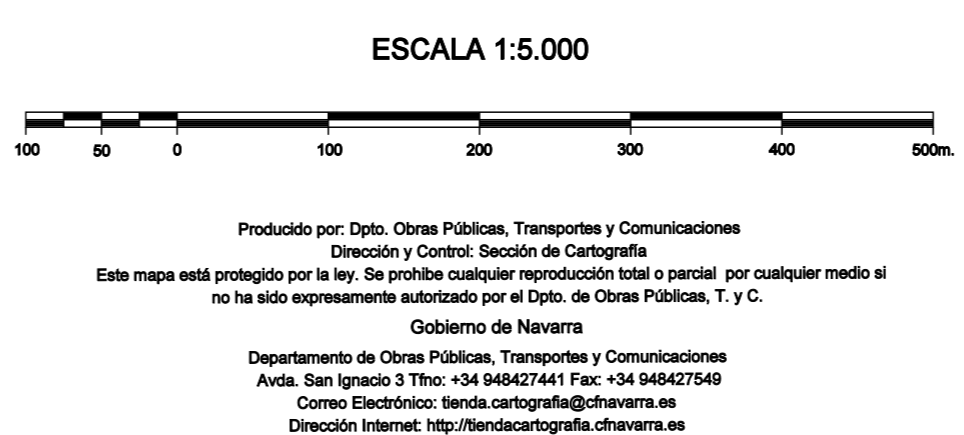 ESCALA 1:5.000
100 50 0 100 200 300 400 500m.
Producido por: Dpto. Obras Públicas, Transportes y Comunicaciones
Dirección y Control: Sección de Cartografía
Este mapa está protegido por la ley. Se prohibe cualquier reproducción total o parcial por cualquier medio si
no ha sido expresamente autorizado por el Dpto. de Obras Públicas, T. y C.
Gobierno de Navarra
Departamento de Obras Públicas, Transportes y Comunicaciones
Avda. San Ignacio 3 Tfno: +34 948427441 Fax: +34 948427549
Correo Electrónico: tienda.cartografia@cfnavarra.es
Dirección Internet: http://tiendacartografia.cfnavarra.es